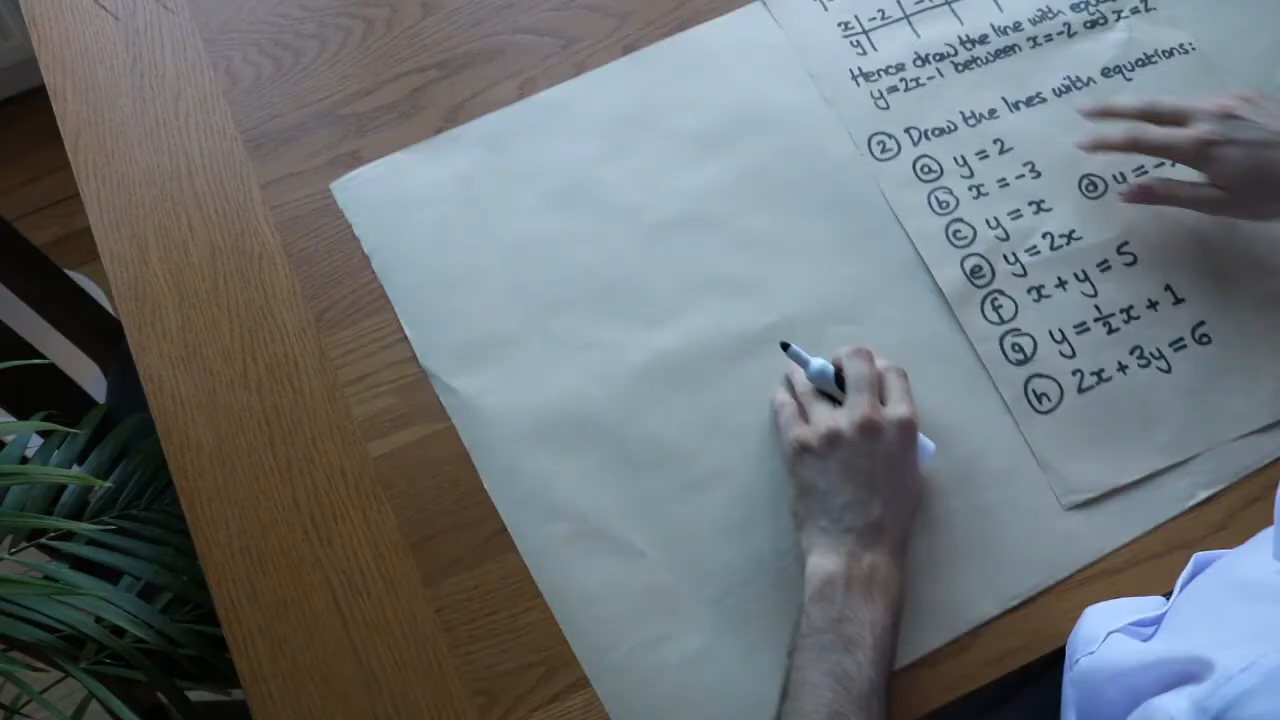 x -2
y
Hence draw the line with
y=2x-1 between x=-2 and x=2
② Draw the lines with equations:
ⓐ y = 2
ⓑ x = -3
ⓒ y = x ⓓ
ⓔ y = 2x
ⓕ x + y = 5
ⓖ y = ½x + 1
ⓗ 2x + 3y = 6